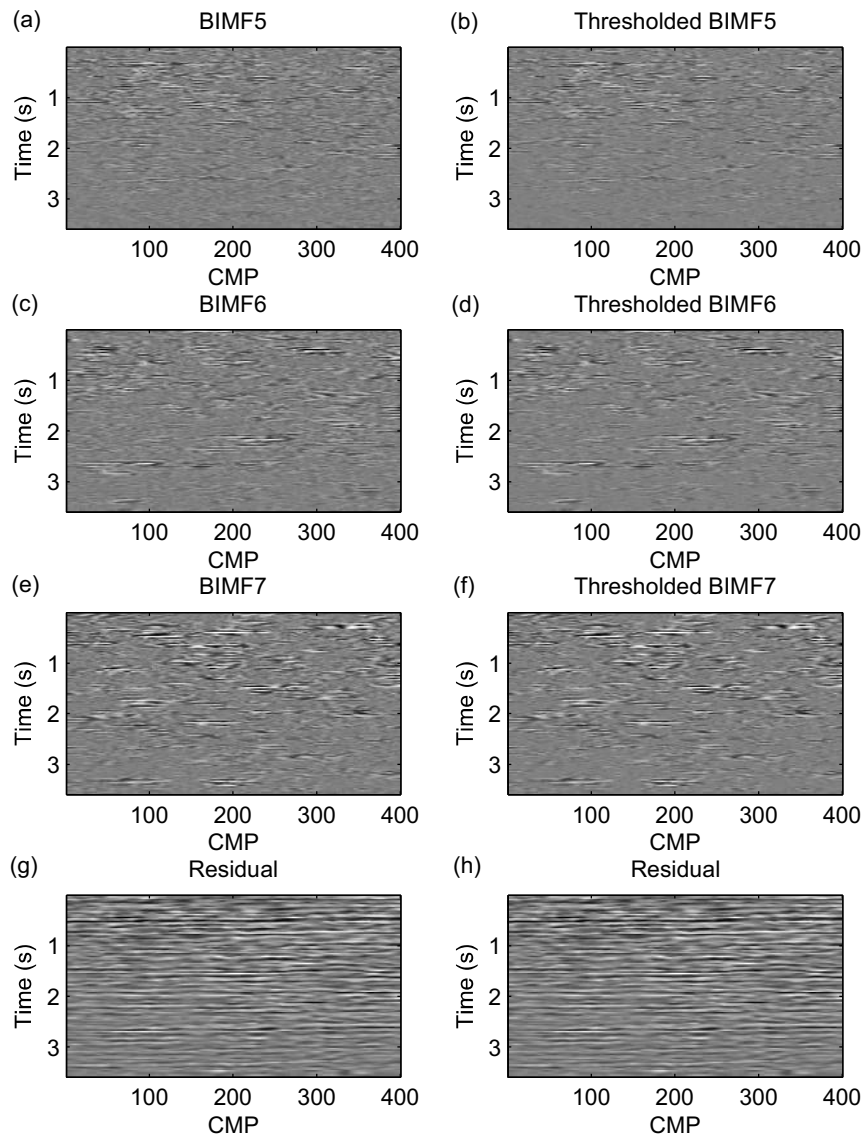 (a) BIMF5
Time (s)
1
2
3
100 200 300 400
CMP
(b) Thresholded BIMF5
Time (s)
1
2
3
100 200 300 400
CMP
(c) BIMF6
Time (s)
1
2
3
100 200 300 400
CMP
(d) Thresholded BIMF6
Time (s)
1
2
3
100 200 300 400
CMP
(e) BIMF7
Time (s)
1
2
3
100 200 300 400
CMP
(f) Thresholded BIMF7
Time (s)
1
2
3
100 200 300 400
CMP
(g) Residual
Time (s)
1
2
3
100 200 300 400
CMP
(h) Residual
Time (s)
1
2
3
100 200 300 400
CMP